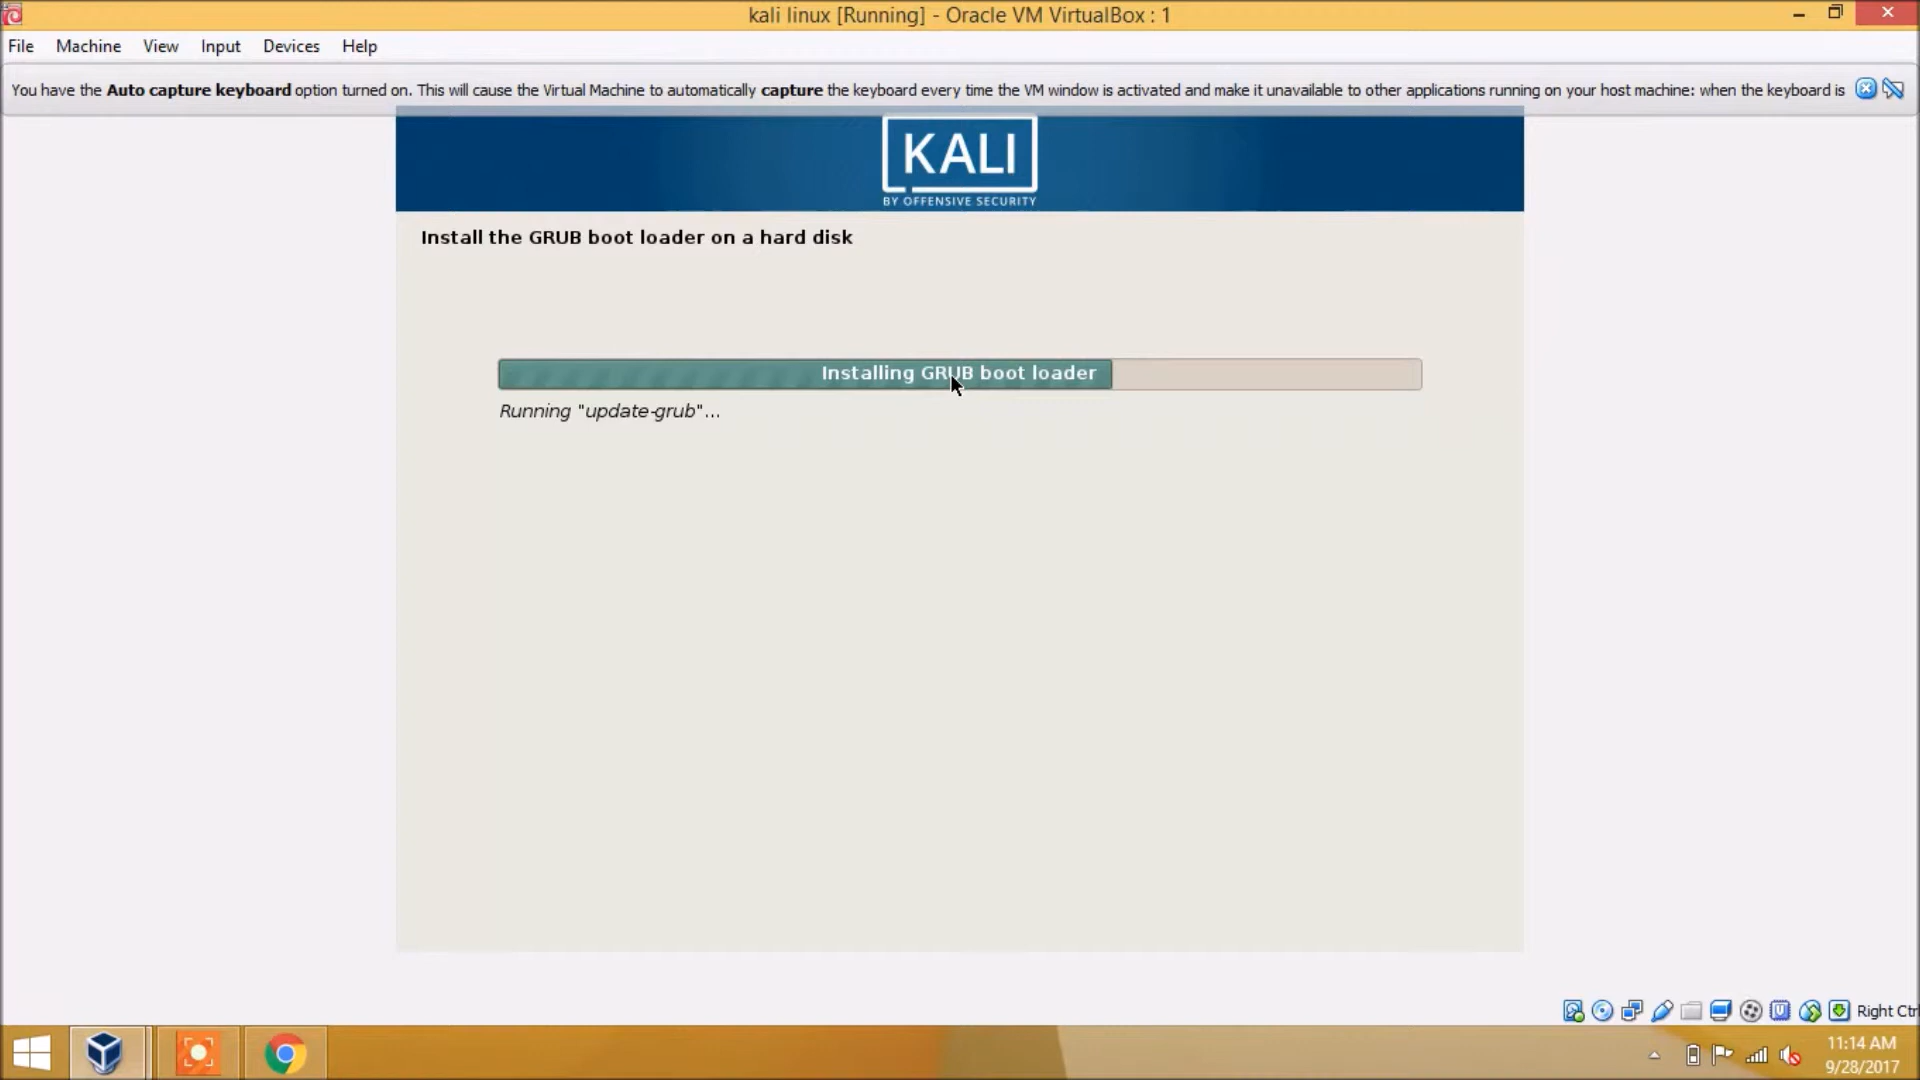 kali linux [Running] - Oracle VM VirtualBox : 1
File Machine View Input Devices Help
You have the Auto capture keyboard option turned on. This will cause the Virtual Machine to automatically capture the keyboard every time the VM window is activated and make it unavailable to other applications running on your host machine: when the keyboard is
KALI
BY OFFENSIVE SECURITY
Install the GRUB boot loader on a hard disk
Installing GRUB boot loader
Running "update-grub"...
Right Ctrl
11:14 AM
9/28/2017